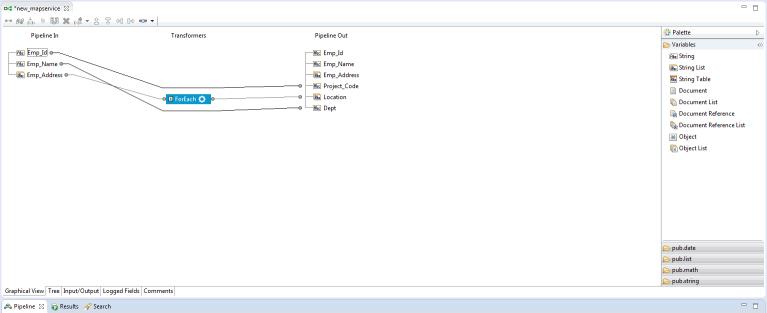 *new_mapservice
Pipeline In
Transformers
Pipeline Out
Emp_Id
Emp_Name
Emp_Address
ForEach
Emp_Id
Emp_Name
Emp_Address
Project_Code
Location
Dept
Palette
Variables
String
String List
String Table
Document
Document List
Document Reference
Document Reference List
Object
Object List
pub.date
pub.list
pub.math
pub.string
Graphical View Tree Input/Output Logged Fields Comments
Pipeline Results Search